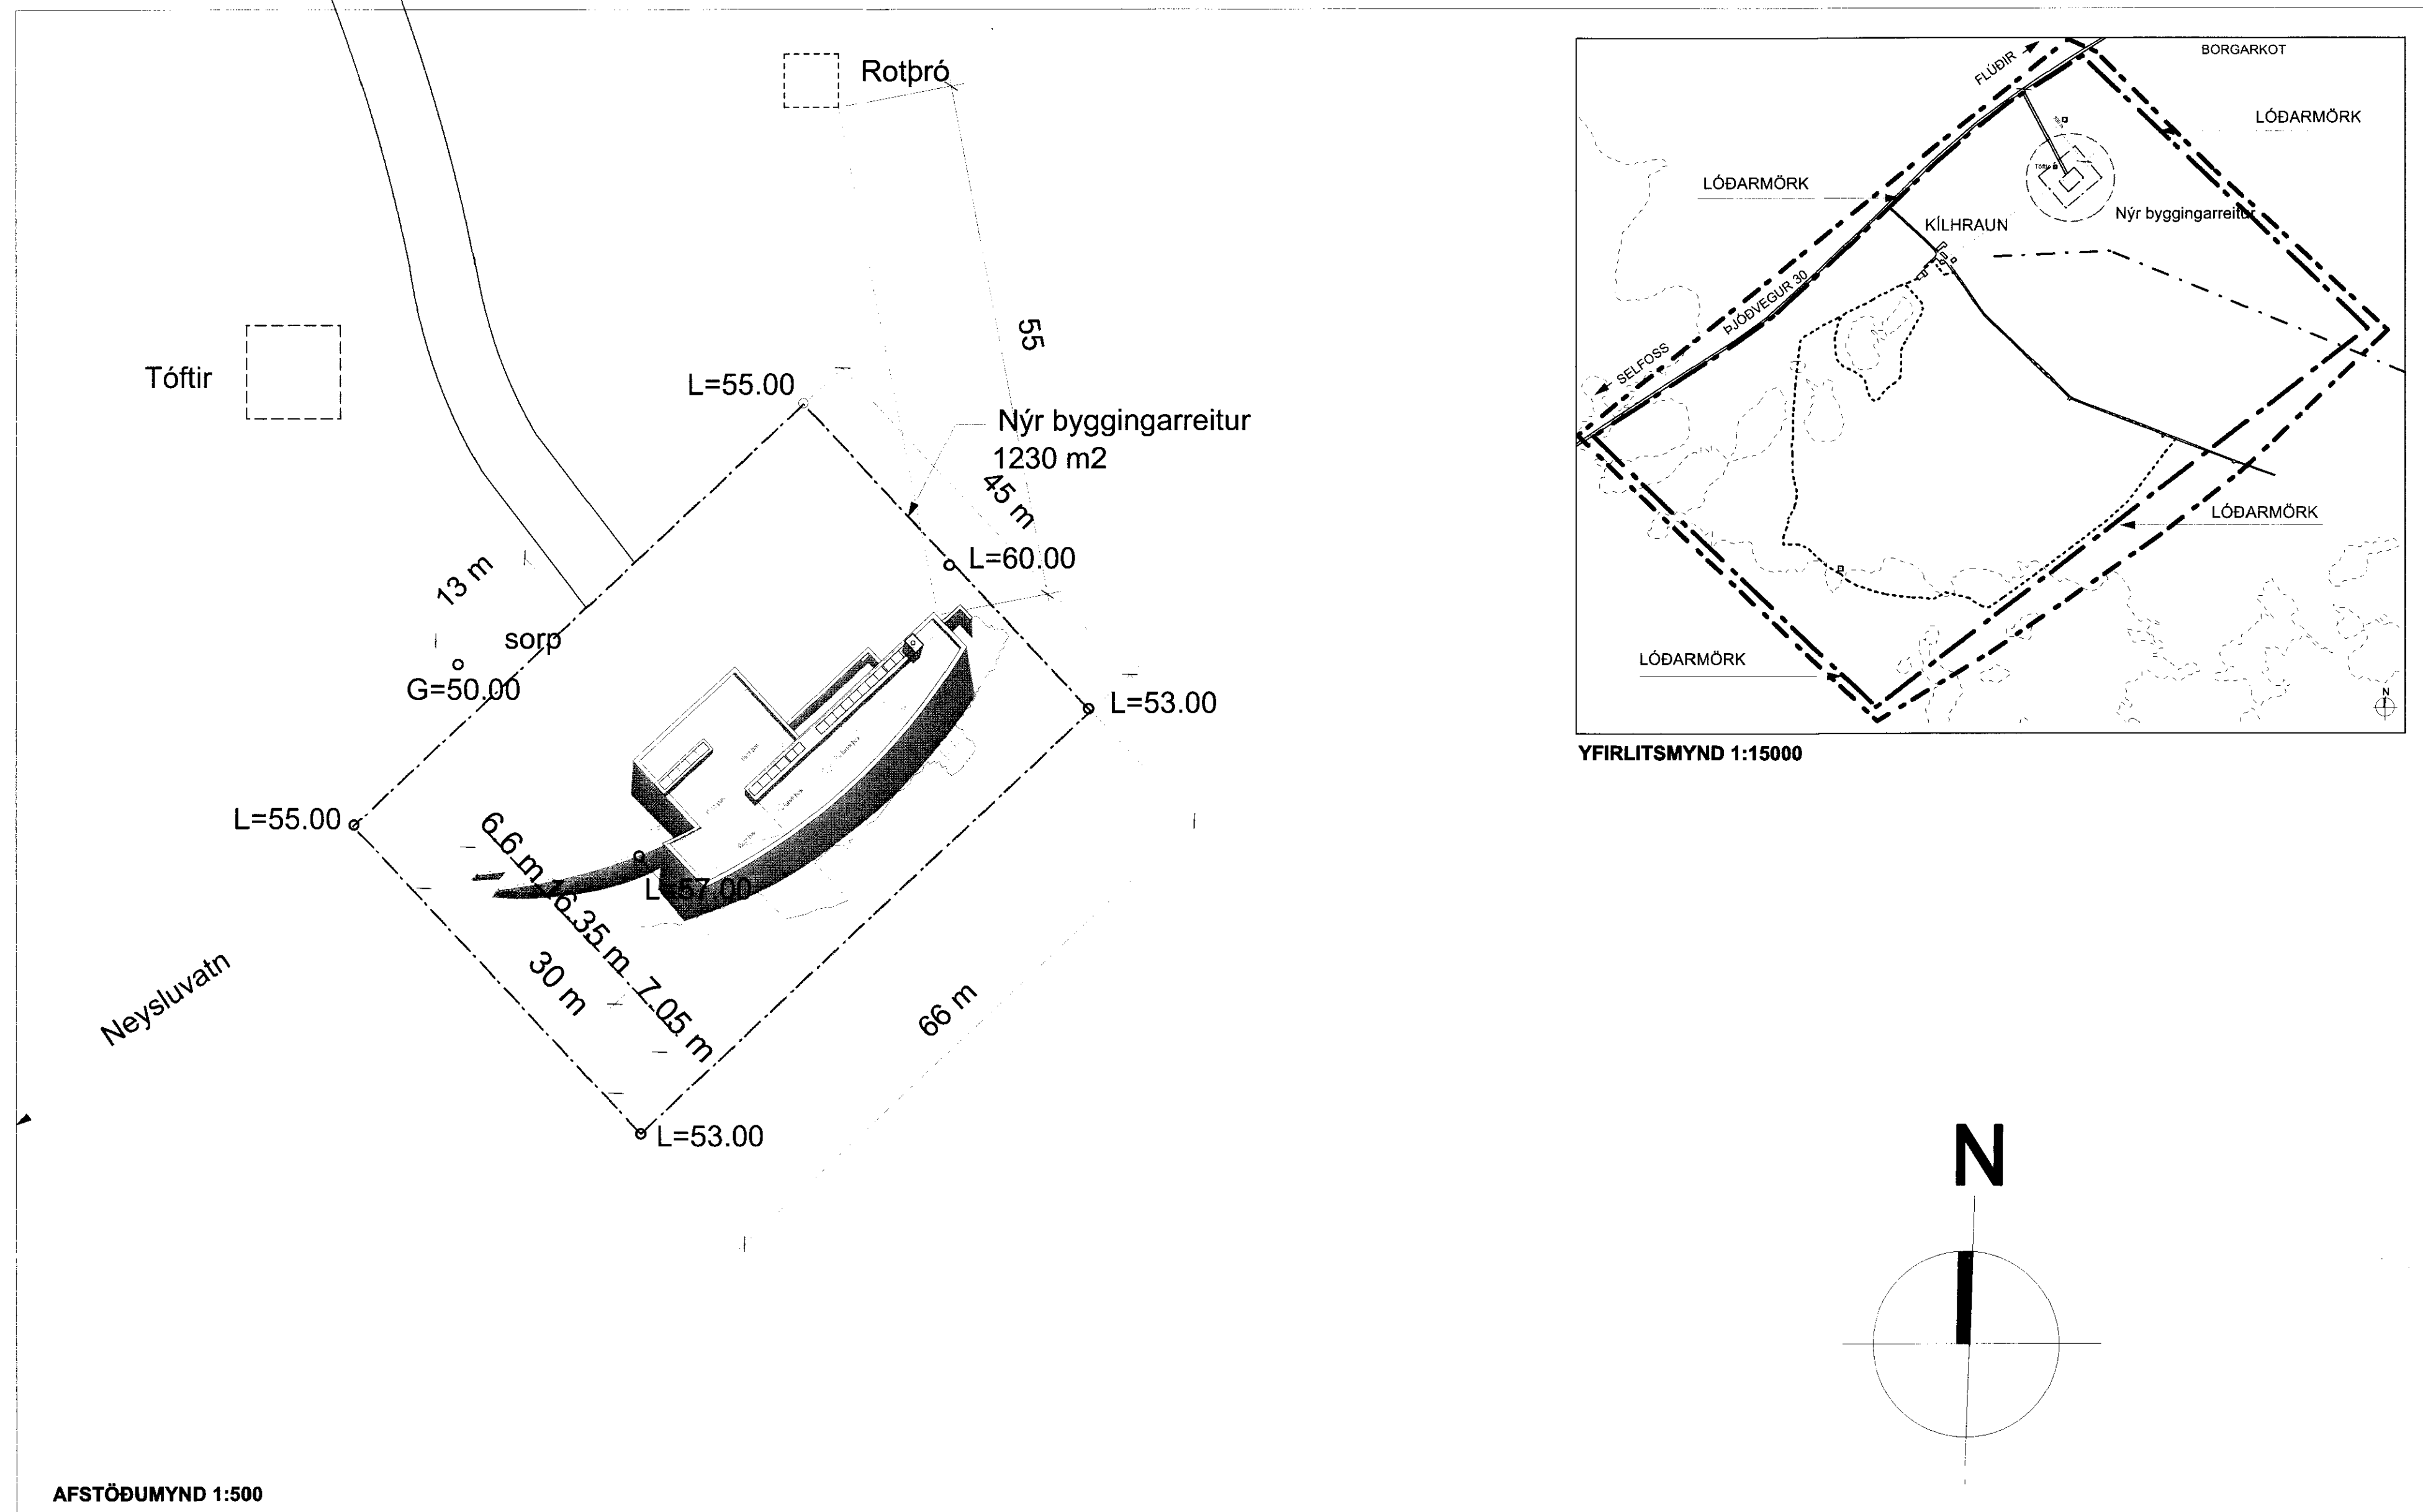 Rotþró
Tóftir
55
L=55.00
Nýr byggingarreitur
1230 m2
45 m
L=60.00
13 m
sorp
G=50.00
L=53.00
L=55.00
6.6 m
16.35 m
7.05 m
L=57.00
30 m
66 m
Neysluvatn
L=53.00
AFSTÖÐUMYND 1:500
BORGARKOT
FLÚÐIR
LÓÐARMÖRK
LÓÐARMÖRK
Tóftir
Nýr byggingarreitur
KÍLHRAUN
ÞJÓÐVEGUR 30
SELFOSS
LÓÐARMÖRK
LÓÐARMÖRK
N
YFIRLITSMYND 1:15000
N